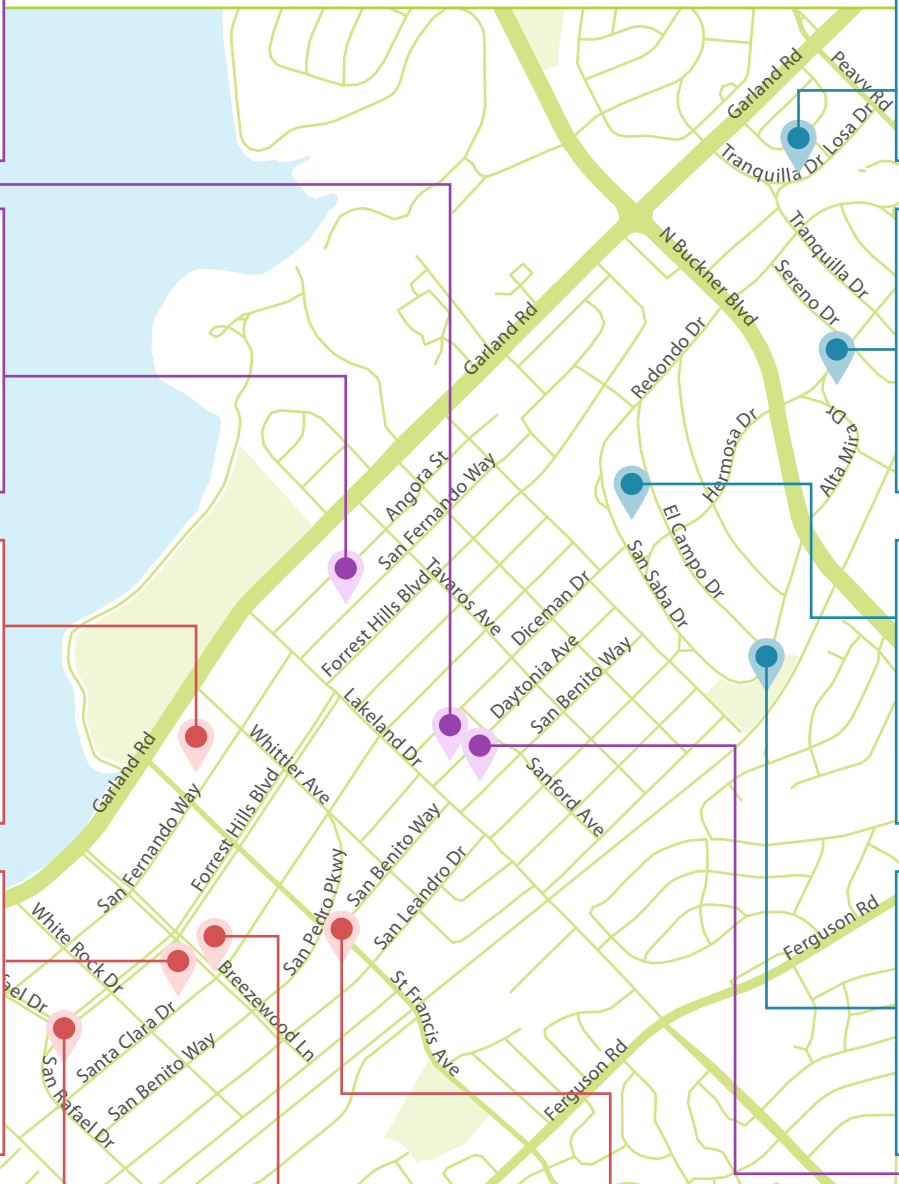 Garland Rd
Peavy Rd
Losa Dr
Tranquilla Dr
Tranquilla Dr
N Buckner Blvd
Sereno Dr
Garland Rd
Redondo Dr
Alta Mira Dr
Hermosa Dr
Angora St
San Fernando Way
El Campo Dr
San Saba Dr
Tavaros Ave
Forrest Hills Blvd
Diceman Dr
Daytonia Ave
San Benito Way
Lakeland Dr
Whittier Ave
Garland Rd
Sanford Ave
San Fernando Way
Forrest Hills Blvd
San Benito Way
San Pedro Pkwy
San Leandro Dr
White Rock Dr
Ferguson Rd
Breezewood Ln
St Francis Ave
ael Dr
Santa Clara Dr
San Benito Way
San Rafael Dr
Ferguson Rd